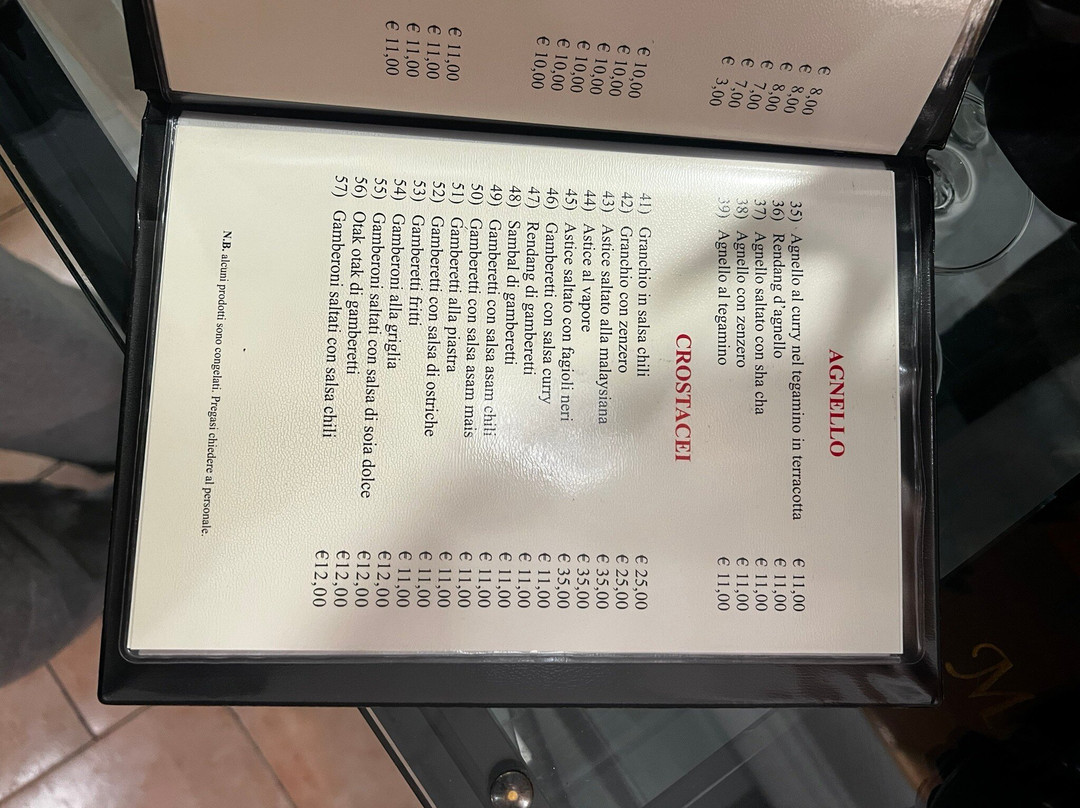 € 8,00
€ 8,00
€ 8,00
€ 7,00
€ 7,00
€ 3,00
€ 10,00
€ 10,00
€ 10,00
€ 10,00
€ 10,00
€ 10,00
€ 11,00
€ 11,00
€ 11,00
€ 11,00
AGNELLO
35) Agnello al curry nel tegamino in terracotta € 11,00
36) Rendang d'agnello € 11,00
37) Agnello saltato con sha cha € 11,00
38) Agnello con zenzero € 11,00
39) Agnello al tegamino € 11,00
CROSTACEI
41) Granchio in salsa chili € 25,00
42) Granchio con zenzero € 25,00
43) Astice saltato alla malaysiana € 35,00
44) Astice al vapore € 35,00
45) Astice saltato con fagioli neri € 35,00
46) Gamberetti con salsa curry € 11,00
47) Rendang di gamberetti € 11,00
48) Sambal di gamberetti € 11,00
49) Gamberetti con salsa asam chili € 11,00
50) Gamberetti con salsa asam mais € 11,00
51) Gamberetti alla piastra € 11,00
52) Gamberetti con salsa di ostriche € 11,00
53) Gamberetti fritti € 11,00
54) Gamberoni alla griglia € 12,00
55) Gamberoni saltati con salsa di soia dolce €12,00
56) Otak otak di gamberetti €12,00
57) Gamberoni saltati con salsa chili €12,00
N.B. alcuni prodotti sono congelati. Pregasi chiedere al personale.
M